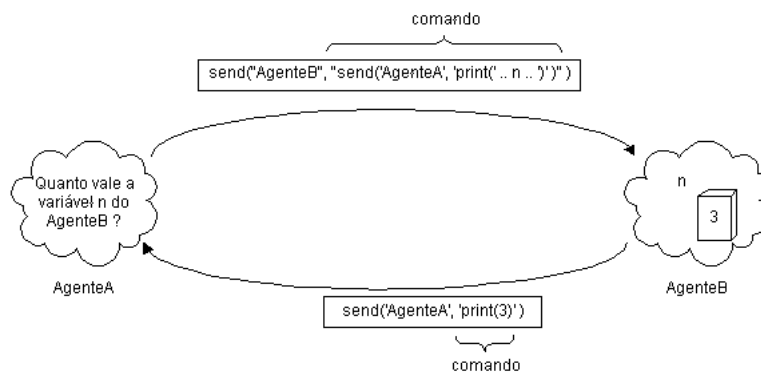 comando
send("AgenteB", "send('AgenteA', 'print(' .. n .. ')' )" )
Quanto vale a
variável n do
AgenteB ?
n
3
AgenteA
AgenteB
send('AgenteA', 'print(3)' )
comando